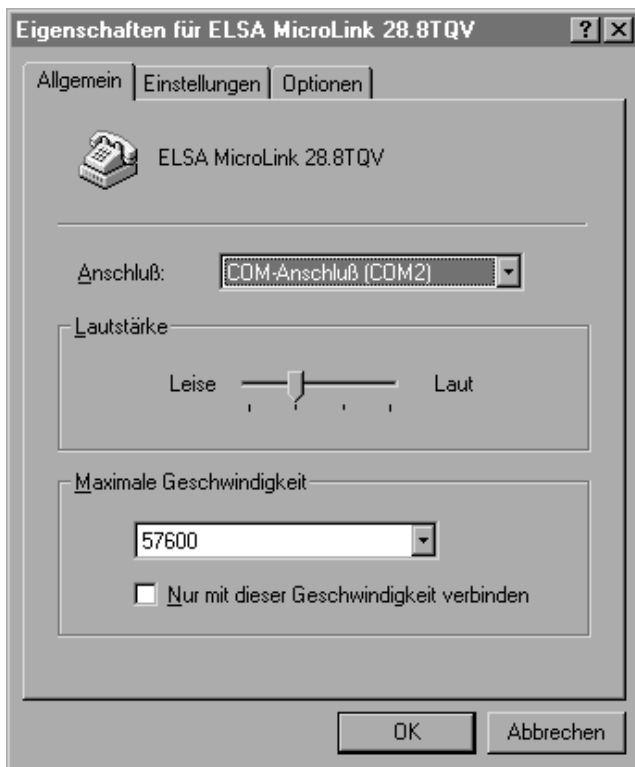 Eigenschaften für ELSA MicroLink 28.8TQV
Allgemein Einstellungen Optionen
ELSA MicroLink 28.8TQV
Anschluß: COM-Anschluß (COM2)
Lautstärke
Leise Laut
Maximale Geschwindigkeit
57600
Nur mit dieser Geschwindigkeit verbinden
OK Abbrechen